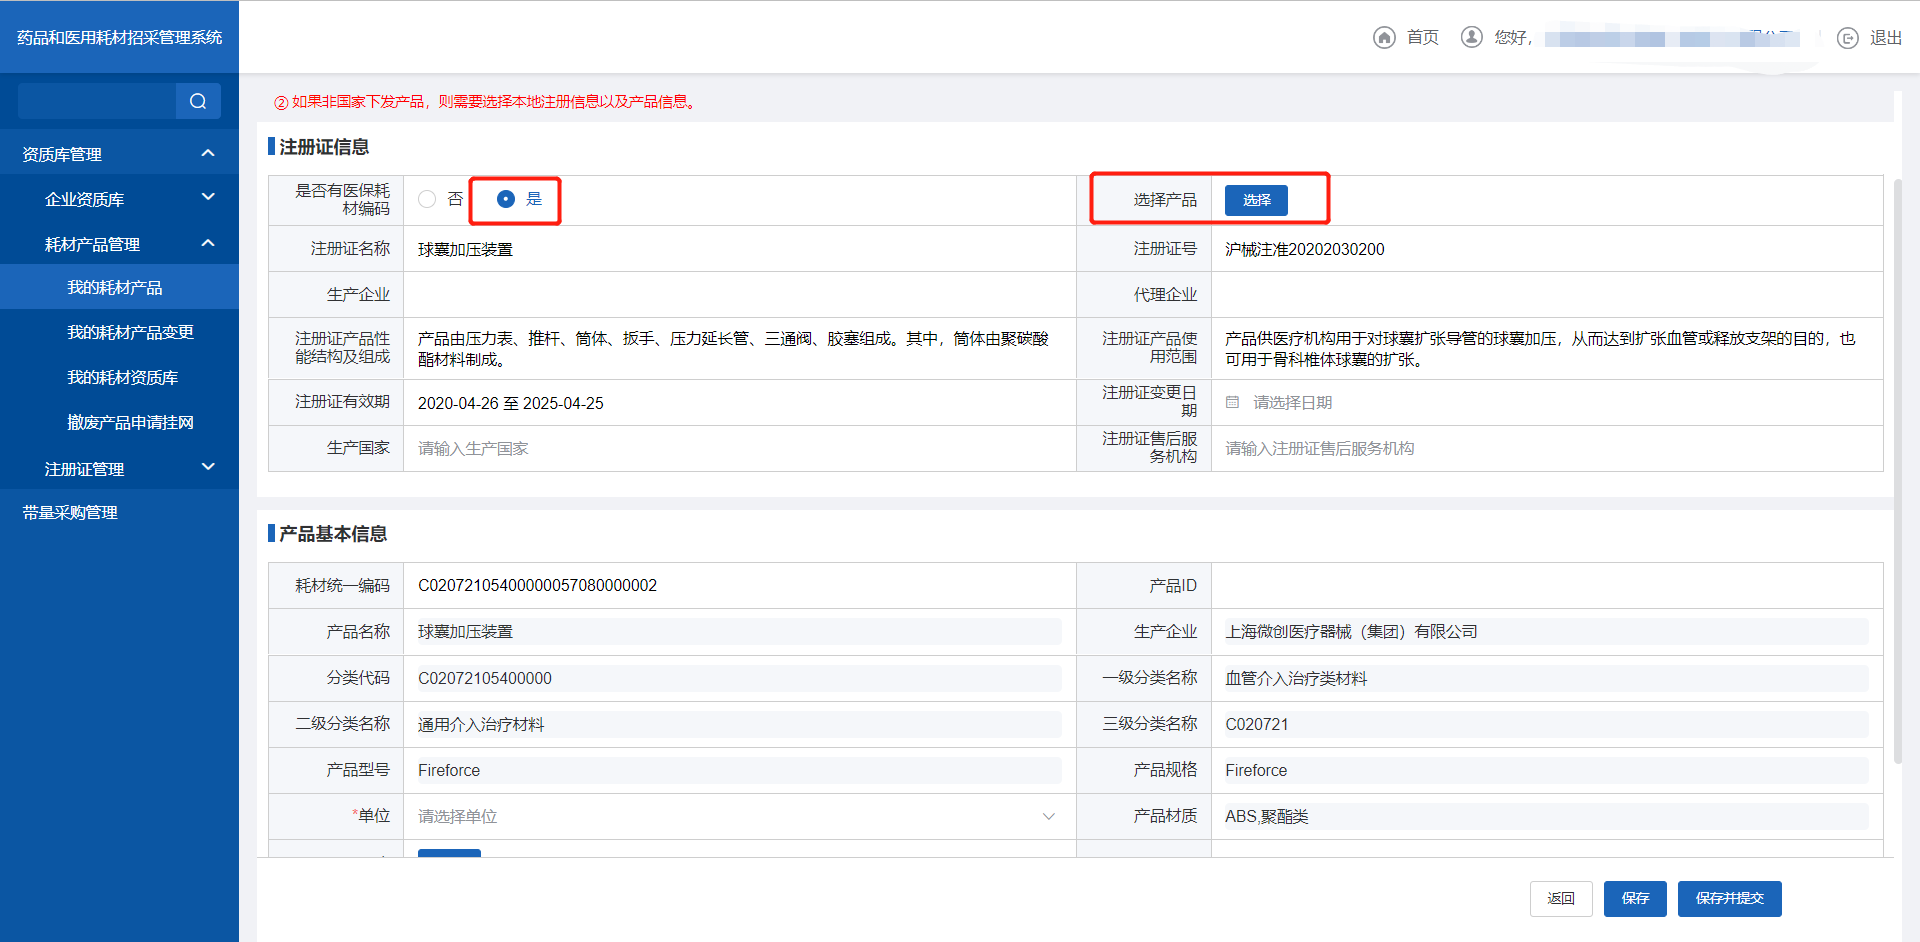 药品和医用耗材招采管理系统
首页
您好,
退出
②如果非国家下发产品，则需要选择本地注册信息以及产品信息。
资质库管理
企业资质库
耗材产品管理
我的耗材产品
我的耗材产品变更
我的耗材资质库
撤废产品申请挂网
注册证管理
带量采购管理
注册证信息
是否有医保耗
材编码
否
是
选择产品
选择
注册证名称
球囊加压装置
注册证号
沪械注准20202030200
生产企业
代理企业
注册证产品性
能结构及组成
产品由压力表、推杆、筒体、扳手、压力延长管、三通阀、胶塞组成。其中，筒体由聚碳酸
酯材料制成。
注册证产品使
用范围
产品供医疗机构用于对球囊扩张导管的球囊加压，从而达到扩张血管或释放支架的目的，也
可用于骨科椎体球囊的扩张。
注册证有效期
2020-04-26 至 2025-04-25
注册证变更日
期
请选择日期
生产国家
请输入生产国家
注册证售后服
务机构
请输入注册证售后服务机构
产品基本信息
耗材统一编码
C02072105400000057080000002
产品ID
产品名称
球囊加压装置
生产企业
上海微创医疗器械（集团）有限公司
分类代码
C02072105400000
一级分类名称
血管介入治疗类材料
二级分类名称
通用介入治疗材料
三级分类名称
C020721
产品型号
Fireforce
产品规格
Fireforce
*单位
请选择单位
产品材质
ABS,聚酯类
返回
保存
保存并提交